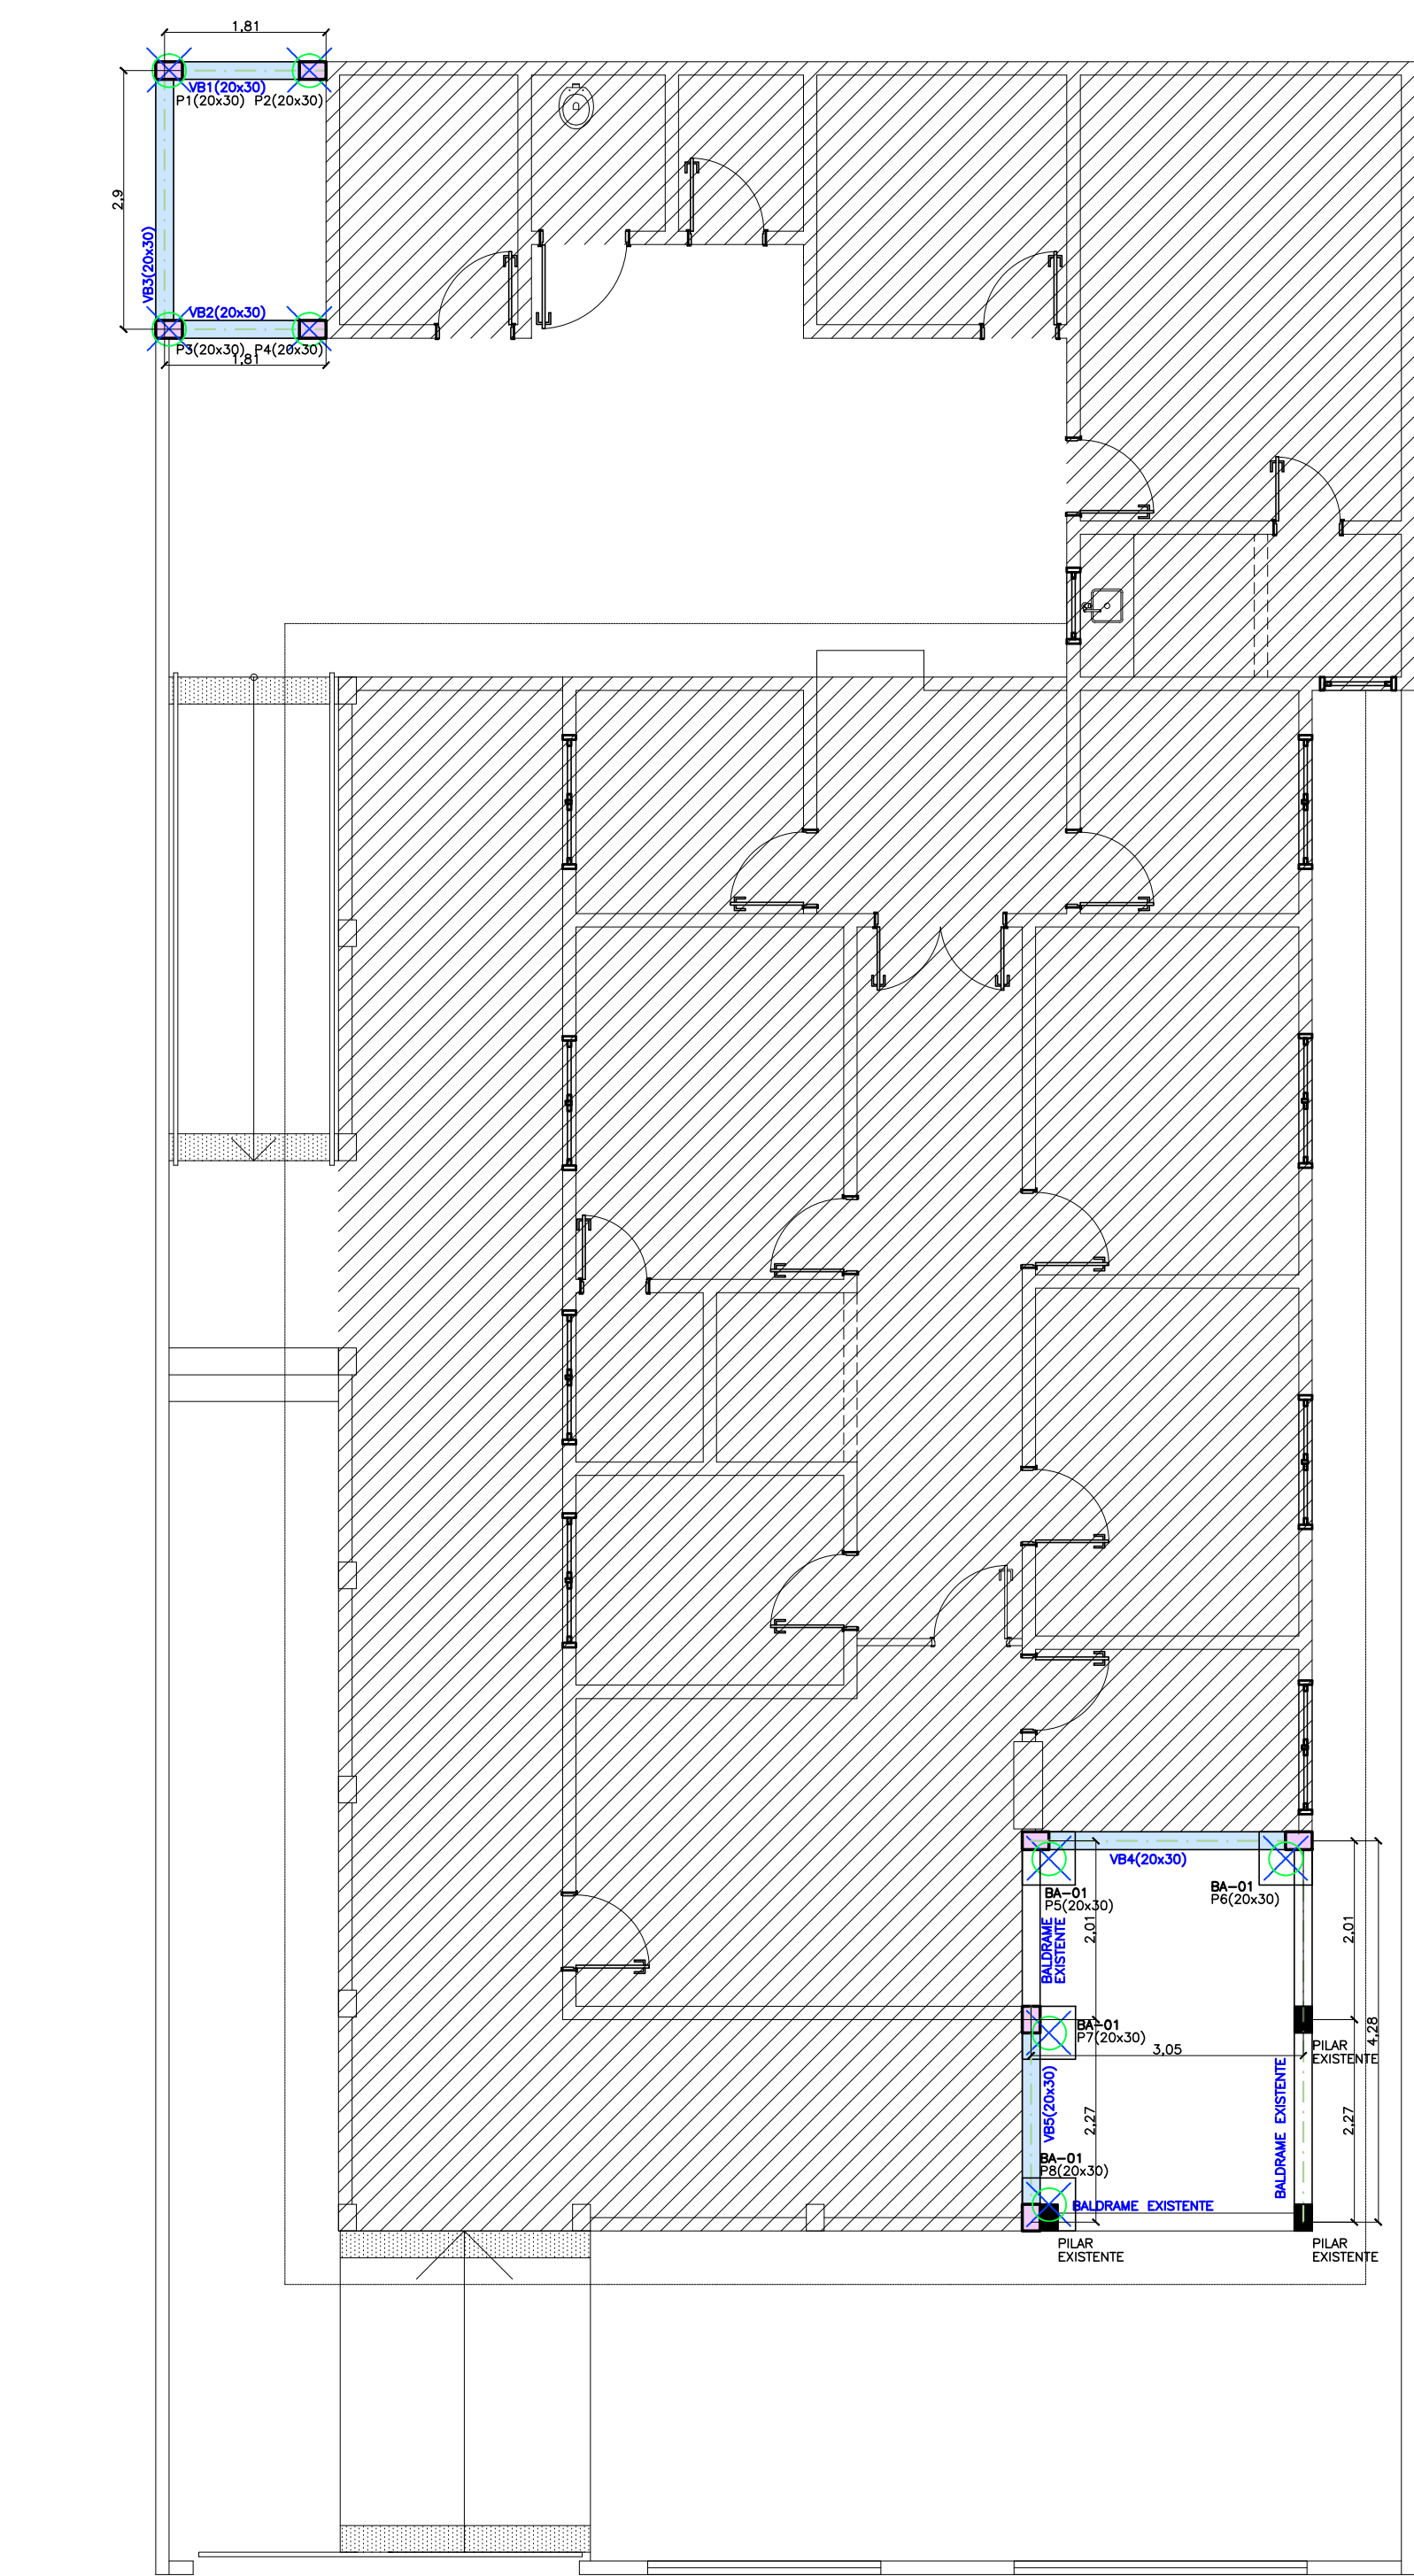 1,81
VB1(20x30)
P1(20x30) P2(20x30)
2,9
VB3(20x30)
VB2(20x30)
P3(20x30) P4(20x30)
1,81
VB4(20x30)
BA-01
P5(20x30)
BA-01
P6(20x30)
BALDRAME
EXISTENTE
2,01
2,01
BA-01
P7(20x30)
3,05
PILAR
EXISTENTE
4,28
VB5(20x30)
2,27
BALDRAME EXISTENTE
2,27
BA-01
P8(20x30)
BALDRAME EXISTENTE
PILAR
EXISTENTE
PILAR
EXISTENTE